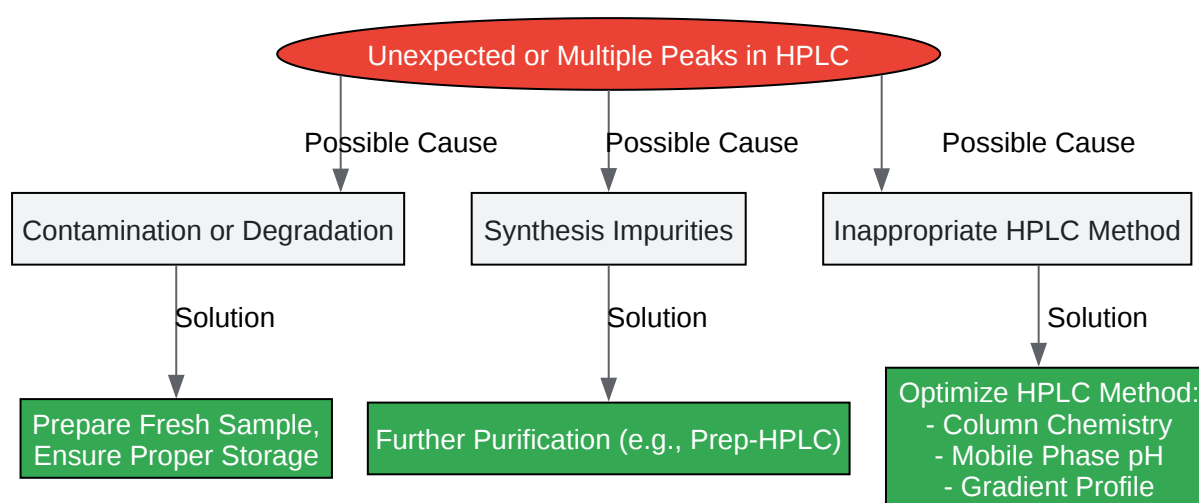 Unexpected or Multiple Peaks in HPLC
Possible Cause
Possible Cause
Possible Cause
Contamination or Degradation
Synthesis Impurities
Inappropriate HPLC Method
Solution
Solution
Solution
Prepare Fresh Sample,
Ensure Proper Storage
Further Purification (e.g., Prep-HPLC)
Optimize HPLC Method:
- Column Chemistry
- Mobile Phase pH
- Gradient Profile